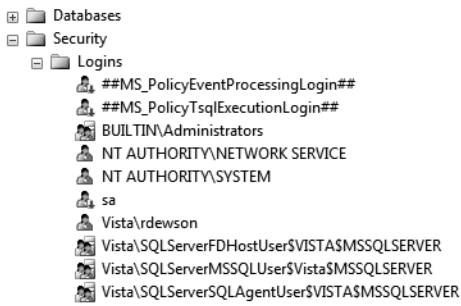 Databases
Security
Logins
##MS_PolicyEventProcessingLogin##
##MS_PolicyTsqlExecutionLogin##
BUILTIN\Administrators
NT AUTHORITY\NETWORK SERVICE
NT AUTHORITY\SYSTEM
sa
Vista\rdewson
Vista\SQLServerFDHostUser$VISTA$MSSQLSERVER
Vista\SQLServerMSSQLUser$Vista$MSSQLSERVER
Vista\SQLServerSQLAgentUser$VISTA$MSSQLSERVER